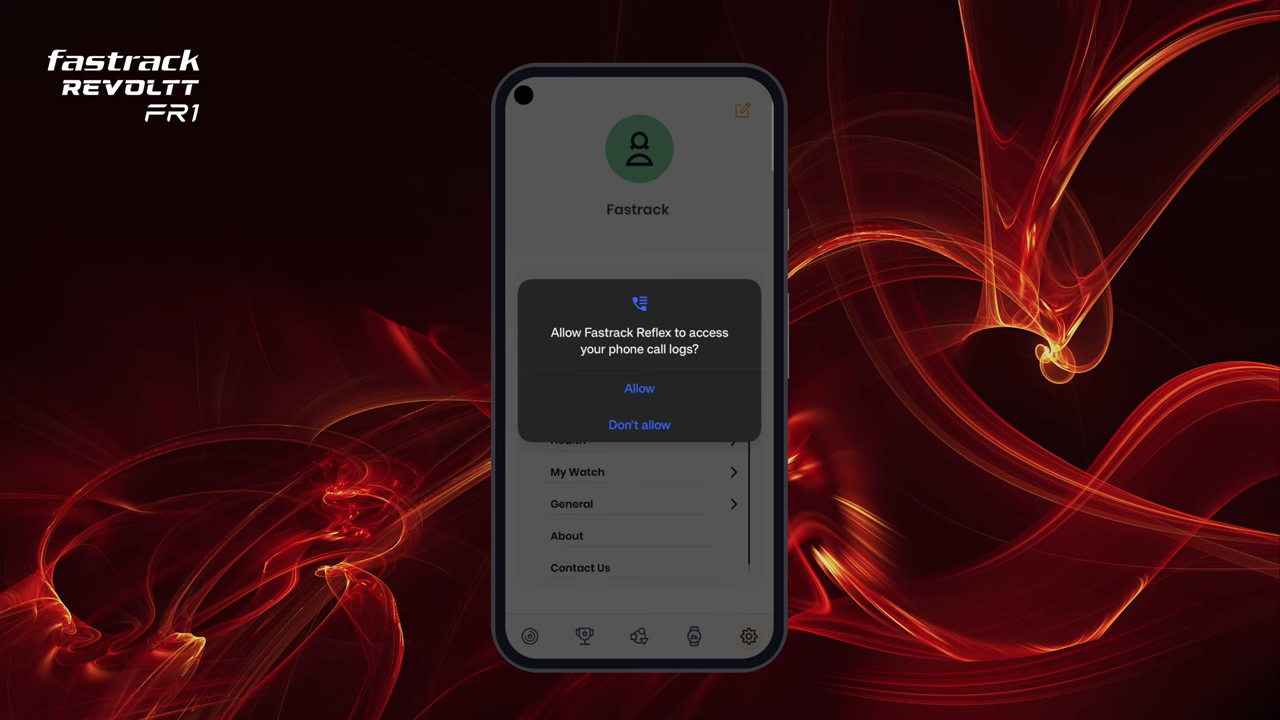 fastrack
REVOLTT
FR1
Fastrack
Allow Fastrack Reflex to access
your phone call logs?
Allow
Don't allow
Health
My Watch
General
About
Contact Us